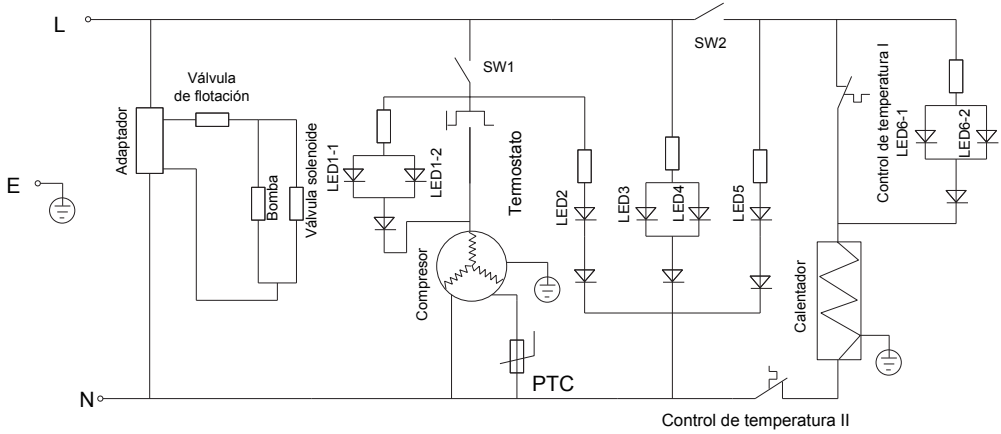 L
SW2
SW1
Válvula
de flotación
Adaptador
Válvula solenoide
Bomba
LED1-1
LED1-2
Termostato
LED2
LED3
LED4
LED5
Control de temperatura I
LED6-1
LED6-2
E
Compresor
Calentador
PTC
N
Control de temperatura II